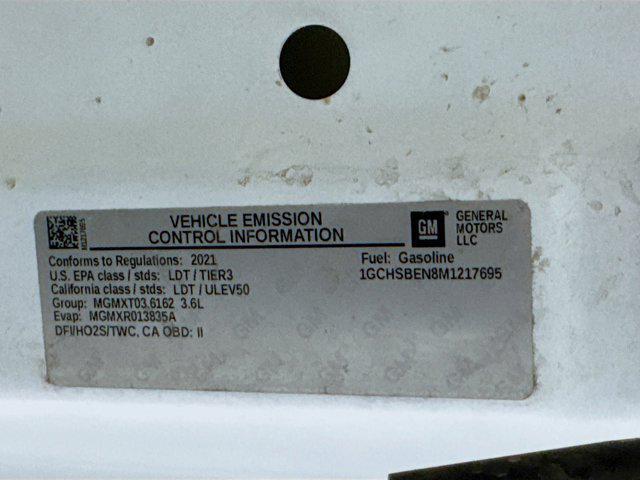 VEHICLE EMISSION
CONTROL INFORMATION
GM
GENERAL
MOTORS
LLC
Conforms to Regulations: 2021
U.S. EPA class / stds: LDT / TIER3
California class / stds: LDT / ULEV50
Group: MGMXT03.6162 3.6L
Evap: MGMXR013835A
DFI/HO2S/TWC, CA OBD: II
Fuel: Gasoline
1GCHSBEN8M1217695